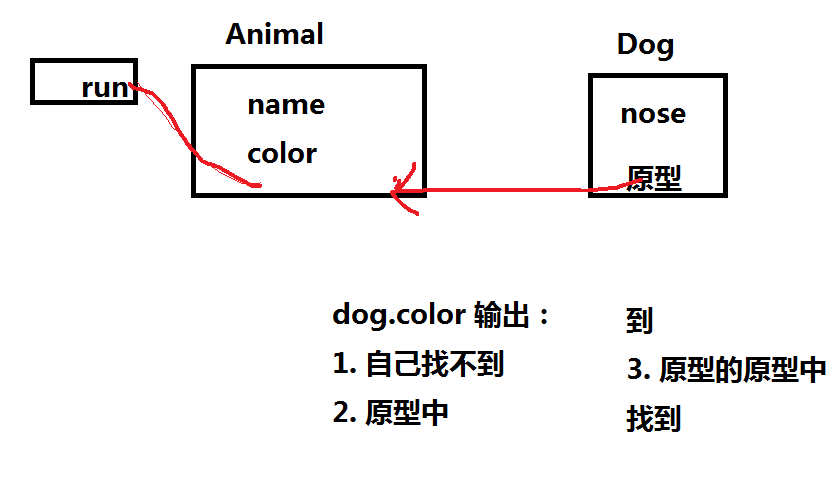 Animal
Dog
run
name
color
nose
原型
dog.color 输出：
1. 自己找不到
2. 原型中
到
3. 原型的原型中
找到